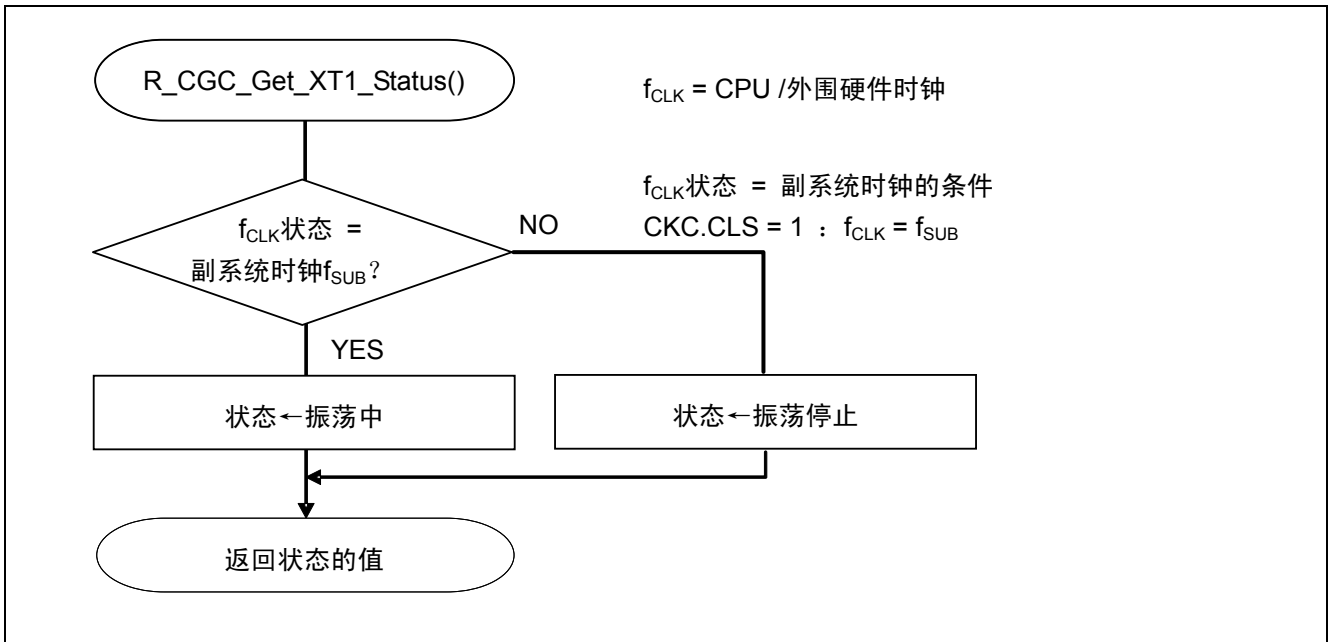 R_CGC_Get_XT1_Status()
fCLK = CPU /外围硬件时钟
fCLK状态 = 副系统时钟的条件
CKC.CLS = 1 : fCLK = fSUB
fCLK状态 =
副系统时钟fSUB?
NO
YES
状态←振荡中
状态←振荡停止
返回状态的值